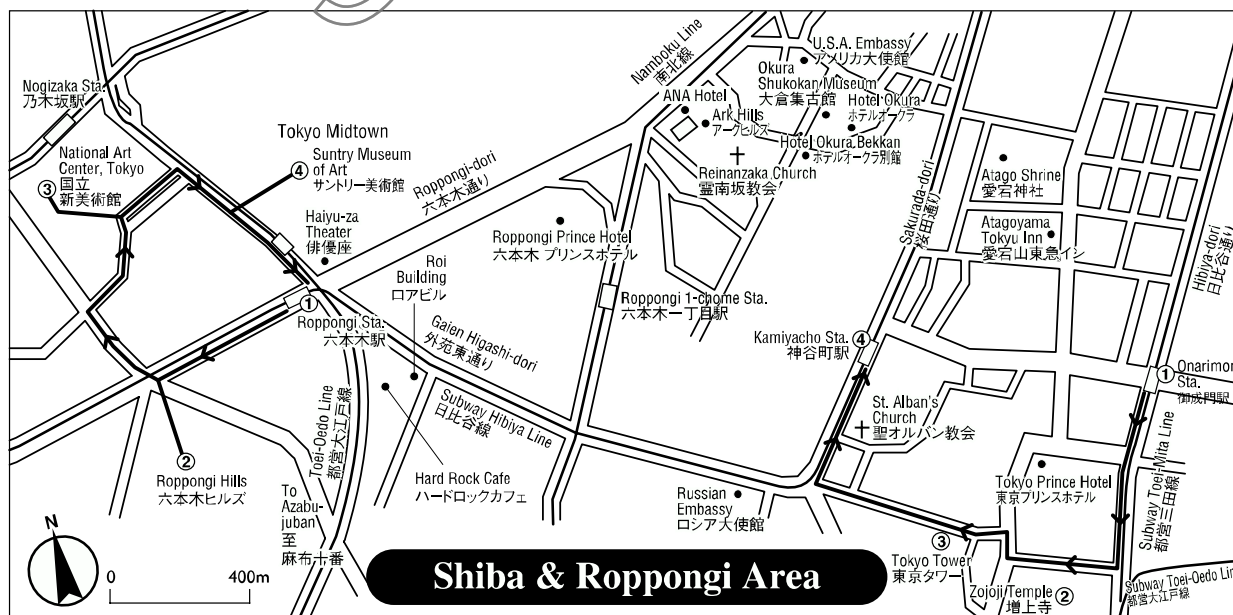 Nogizaka Sta.
乃木坂駅
National Art
Center, Tokyo
国立
新美術館
③
Tokyo Midtown
④
Suntry Museum
of Art
サントリー美術館
Haiyu-za
Theater
俳優座
Roppongi-dori
六本木通り
Namboku Line
南北線
Roi
Building
ロアビル
①
Roppongi Sta.
六本木駅
Gaien Higashi-dori
外苑東通り
Subway Hibiya Line
日比谷線
Toei-Oedo Line
都営大江戸線
②
Roppongi Hills
六本木ヒルズ
To
Azabu-
juban
至
麻布十番
Hard Rock Cafe
ハードロックカフェ
Roppongi Prince Hotel
六本木 プリンスホテル
Roppongi 1-chome Sta.
六本木一丁目駅
U.S.A. Embassy
アメリカ大使館
Okura
Shukokan Museum
大倉集古館
ANA Hotel
Ark Hills
アークヒルズ
Hotel Okura
ホテルオークラ
Hotel Okura Bekkan
ホテルオークラ別館
Reinanzaka Church
霊南坂教会
Sakurada-dori
桜田通り
Atago Shrine
愛宕神社
Atagoyama
Tokyu Inn
愛宕山東急イン
Hibiya-dori
日比谷通り
Kamiyacho Sta.
神谷町駅
④
①
Onarimon
Sta.
御成門駅
St. Alban's
Church
聖オルバン教会
Tokyo Prince Hotel
東京プリンスホテル
Subway Toei-Mita Line
都営三田線
Russian
Embassy
ロシア大使館
③
Tokyo Tower
東京タワー
Zojoji Temple ②
増上寺
Subway Toei-Oedo Line
都営大江戸線
N
0 400m
Shiba & Roppongi Area